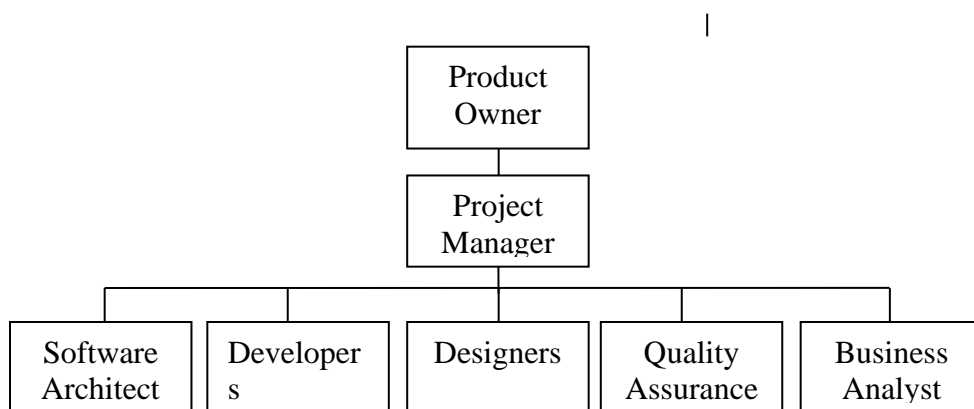 Product
Owner
Project
Manager
Software
Architect
Developer
s
Designers
Quality
Assurance
Business
Analyst